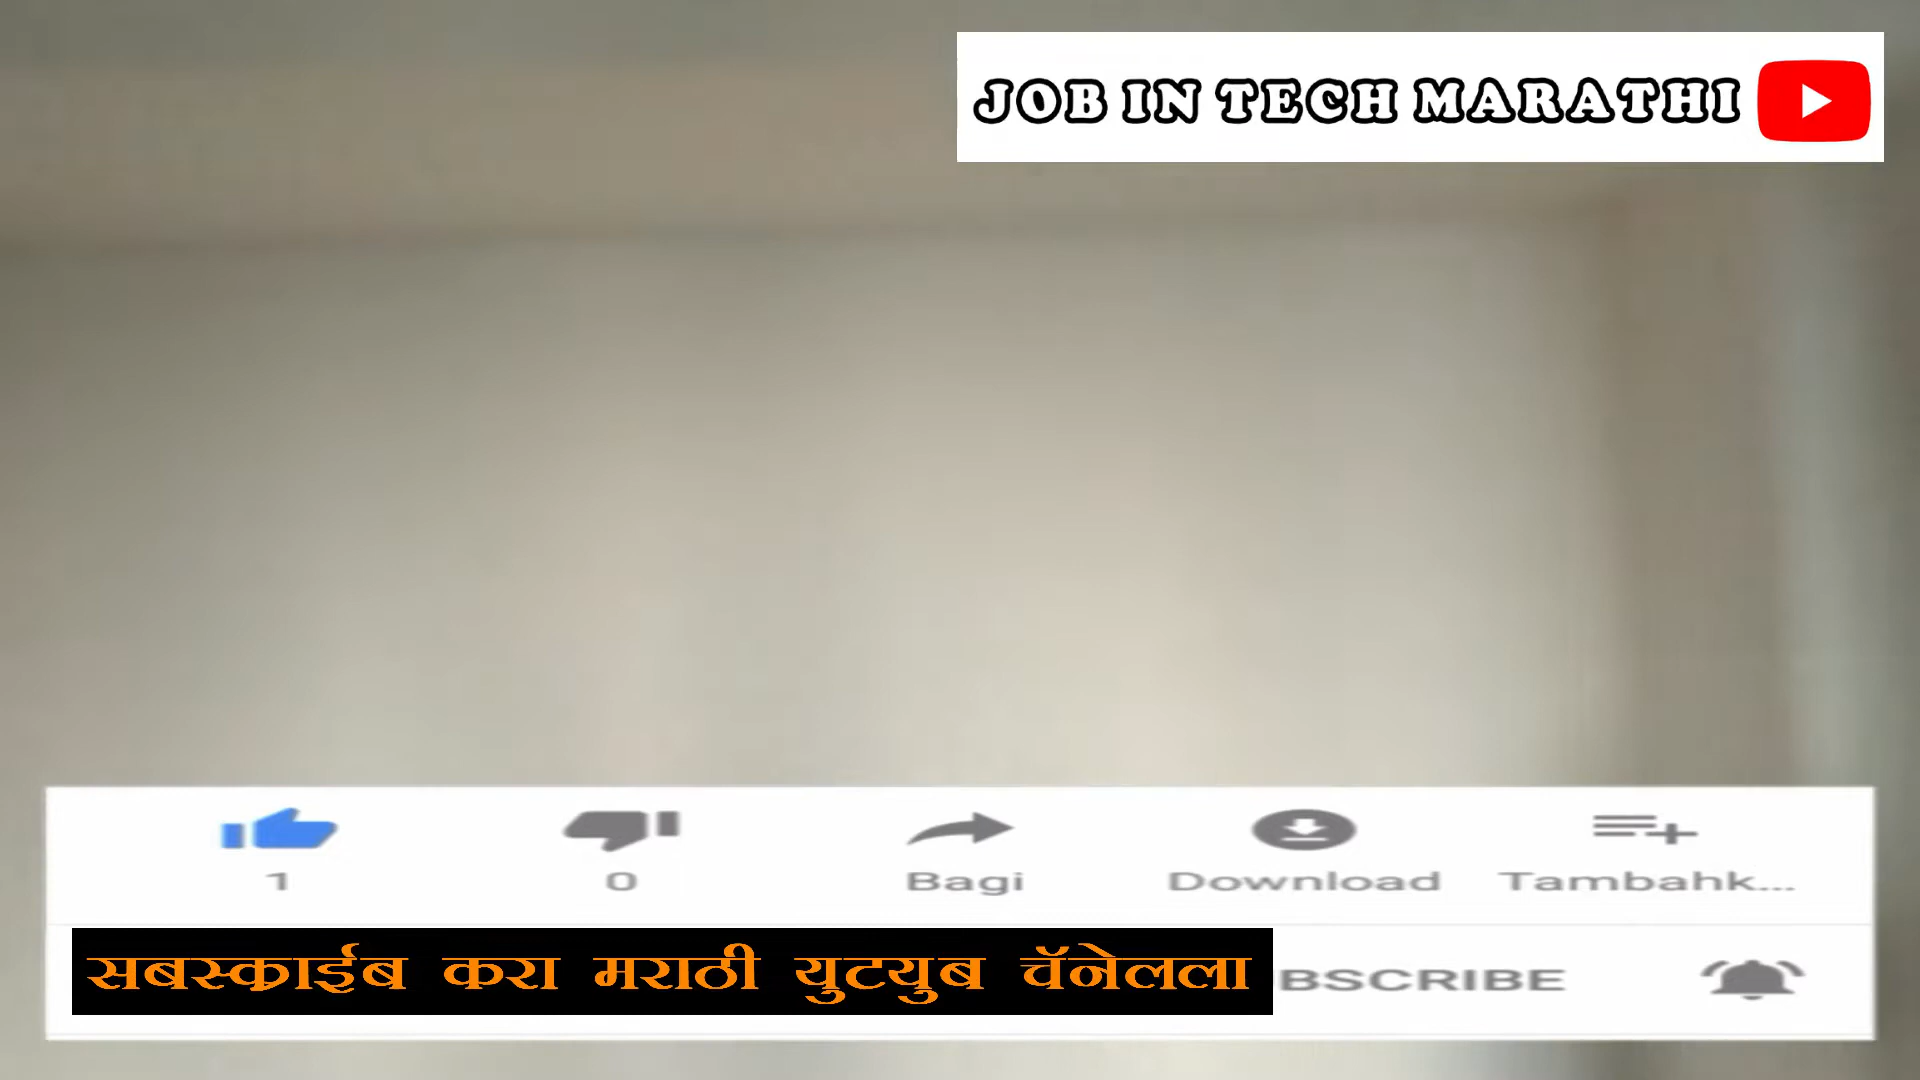 JOB IN TECH MARATHI
1
0
Bagi
Download
Tambahk...
सबस्क्राईब करा मराठी युटयुब चॅनेलला
BSCRIBE